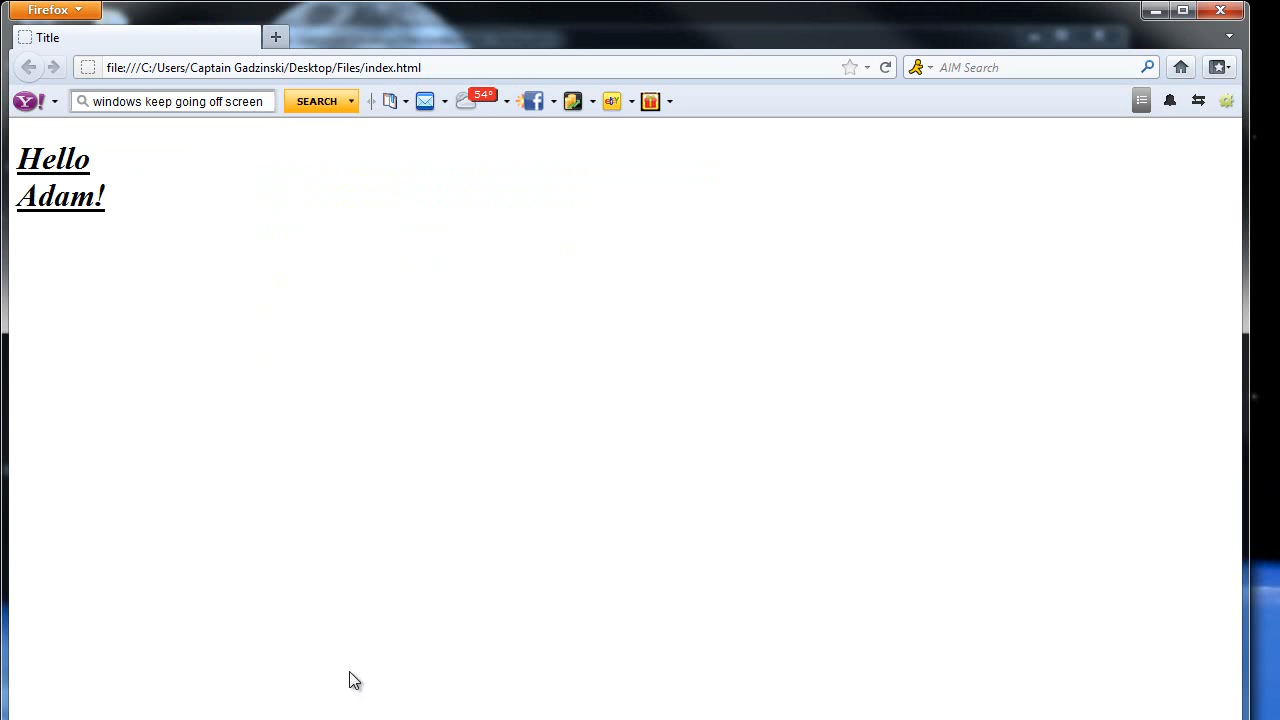 Firefox
Title
file:///C:/Users/Captain Gadzinski/Desktop/Files/index.html
AIM Search
Y!
windows keep going off screen
SEARCH
54°
f
eBY
Hello
Adam!